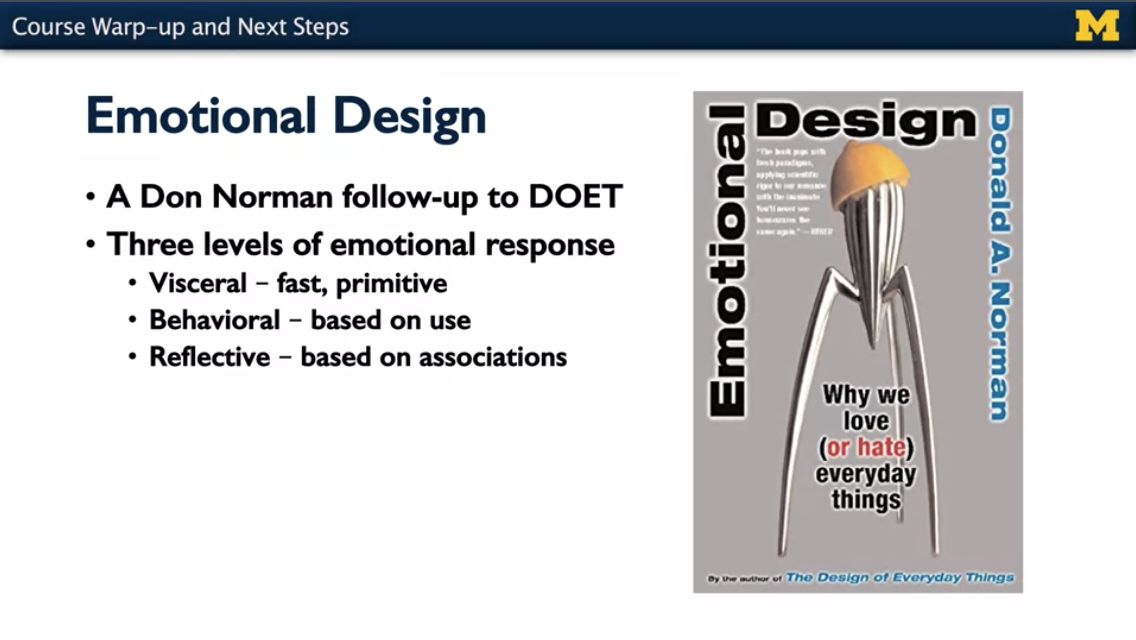 Course Warp-up and Next Steps
M
Emotional Design
• A Don Norman follow-up to DOET
• Three levels of emotional response
• Visceral – fast, primitive
• Behavioral – based on use
• Reflective – based on associations
Emotional
Design
Donald A. Norman
"The book pops with
fresh paradigms,
applying scientific
rigor to our romance
with the inanimate.
You'll never see
housewares the
same again." —WIRED
Why we
love
(or hate)
everyday
things
By the author of The Design of Everyday Things